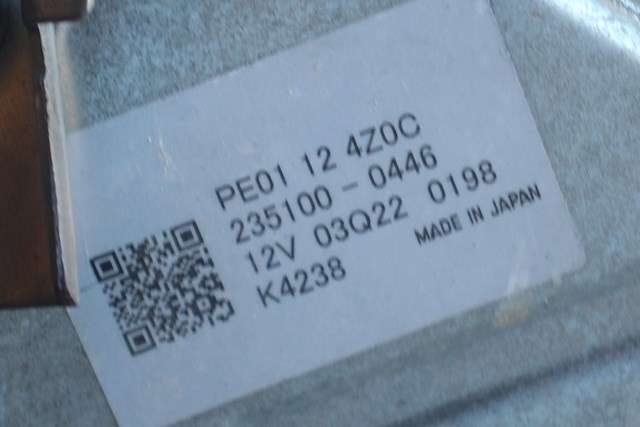 PE01 12 4Z0C
235100-0446
12V 03Q22 0198
K4238
MADE IN JAPAN